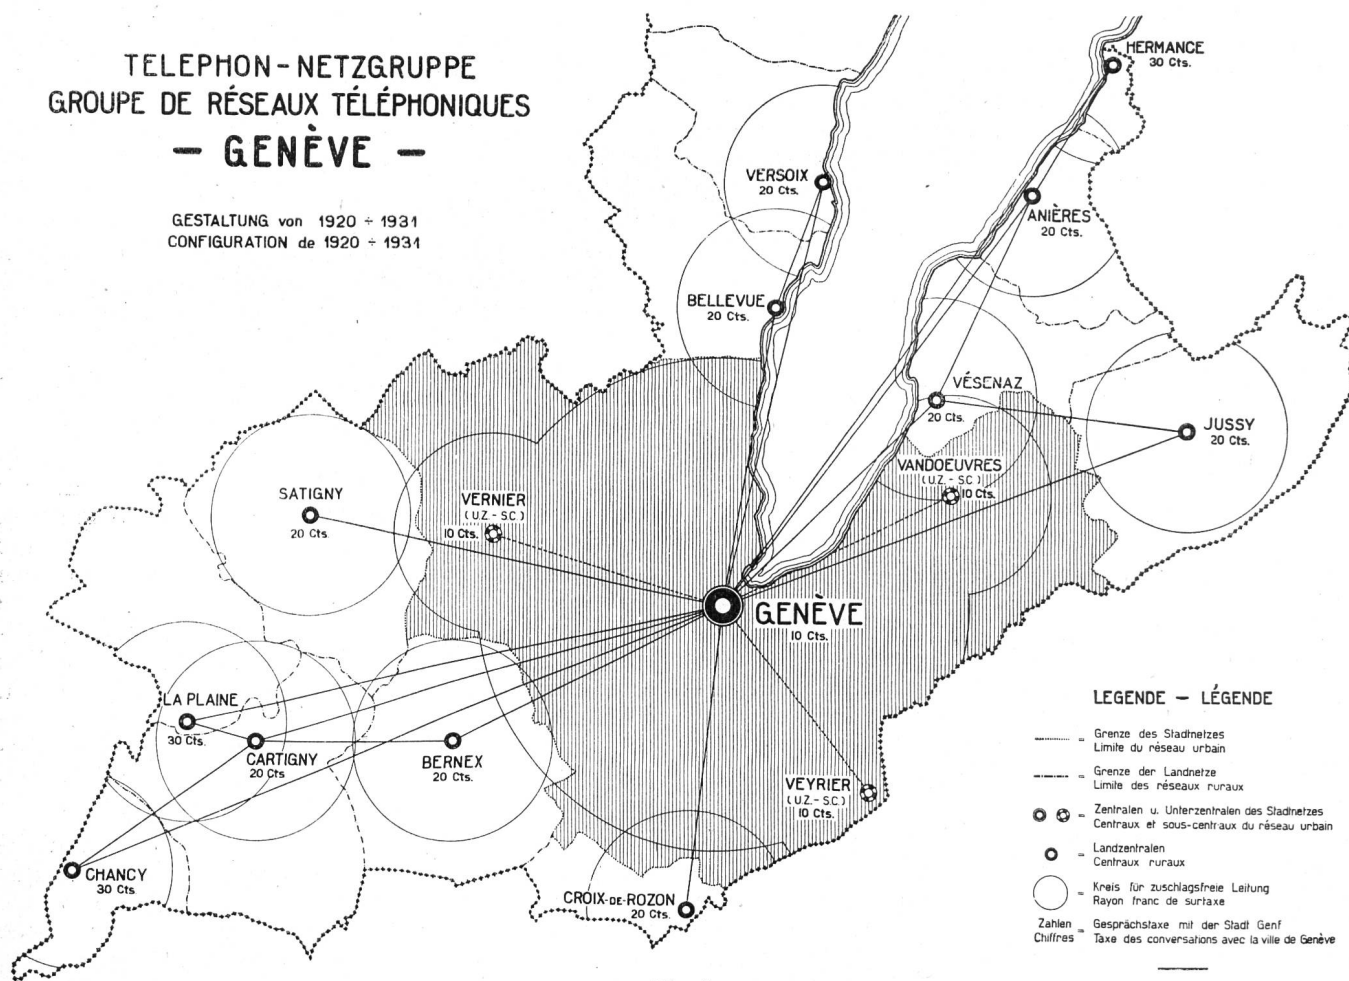 TELEPHON-NETZGRUPPE
GROUPE DE RÉSEAUX TÉLÉPHONIQUES
— GENÈVE —
GESTALTUNG von 1920 ÷ 1931
CONFIGURATION de 1920 ÷ 1931
HERMANCE
30 Cts.
VERSOIX
20 Cts.
ANIÈRES
20 Cts.
BELLEVUE
20 Cts.
VÉSENAZ
20 Cts.
JUSSY
20 Cts.
VANDOEUVRES
(U.Z.-S.C)
10 Cts.
SATIGNY
20 Cts.
VERNIER
(U.Z.-S.C.)
10 Cts.
GENÈVE
10 Cts.
LA PLAINE
30 Cts.
CARTIGNY
20 Cts
BERNEX
20 Cts.
VEYRIER
(U.Z.-S.C.)
10 Cts.
CHANCY
30 Cts
CROIX-DE-ROZON
20 Cts.
LEGENDE — LÉGENDE
= Grenze des Stadtnetzes
Limite du réseau urbain
= Grenze der Landnetze
Limite des réseaux ruraux
= Zentralen u. Unterzentralen des Stadtnetzes
Centraux et sous-centraux du réseau urbain
= Landzentralen
Centraux ruraux
= Kreis für zuschlagsfreie Leitung
Rayon franc de surtaxe
Zahlen = Gesprächstaxe mit der Stadt Genf
Chiffres Taxe des conversations avec la ville de Genève